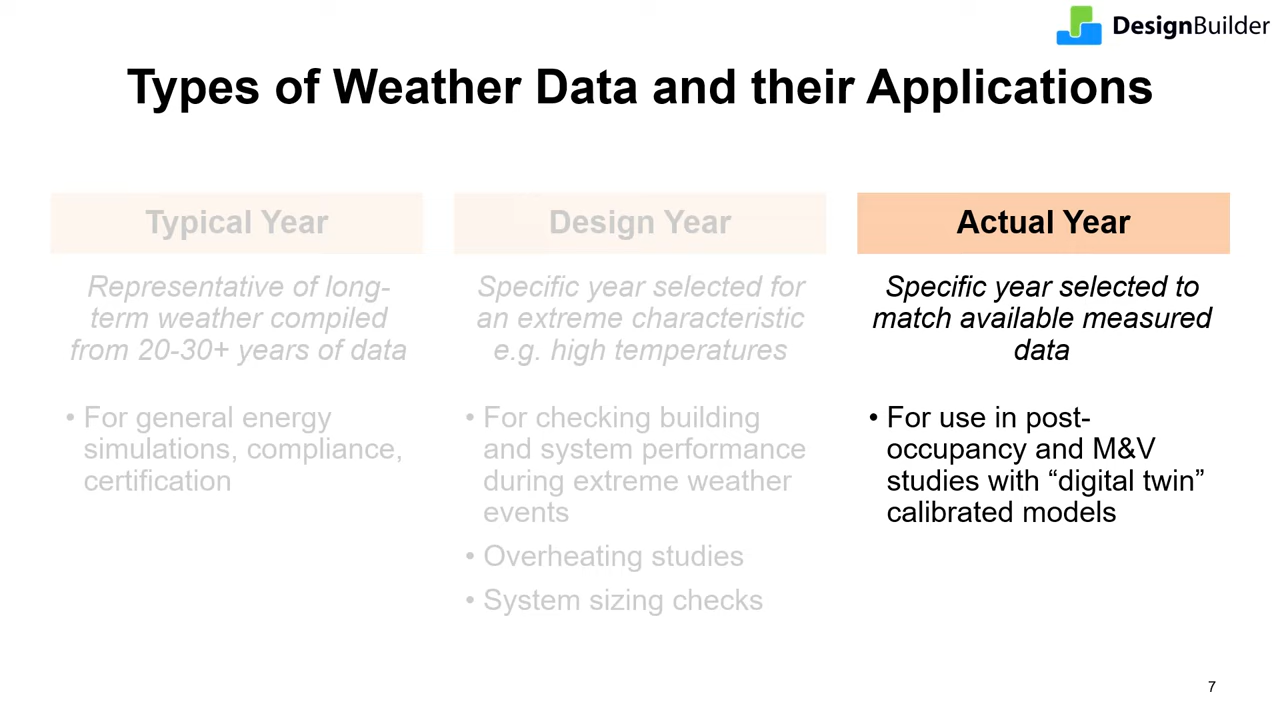 DesignBuilder
Types of Weather Data and their Applications
Typical Year
Representative of long-
term weather compiled
from 20-30+ years of data
• For general energy
simulations, compliance,
certification
Design Year
Specific year selected for
an extreme characteristic
e.g. high temperatures
• For checking building
and system performance
during extreme weather
events
• Overheating studies
• System sizing checks
Actual Year
Specific year selected to
match available measured
data
• For use in post-
occupancy and M&V
studies with “digital twin”
calibrated models
7